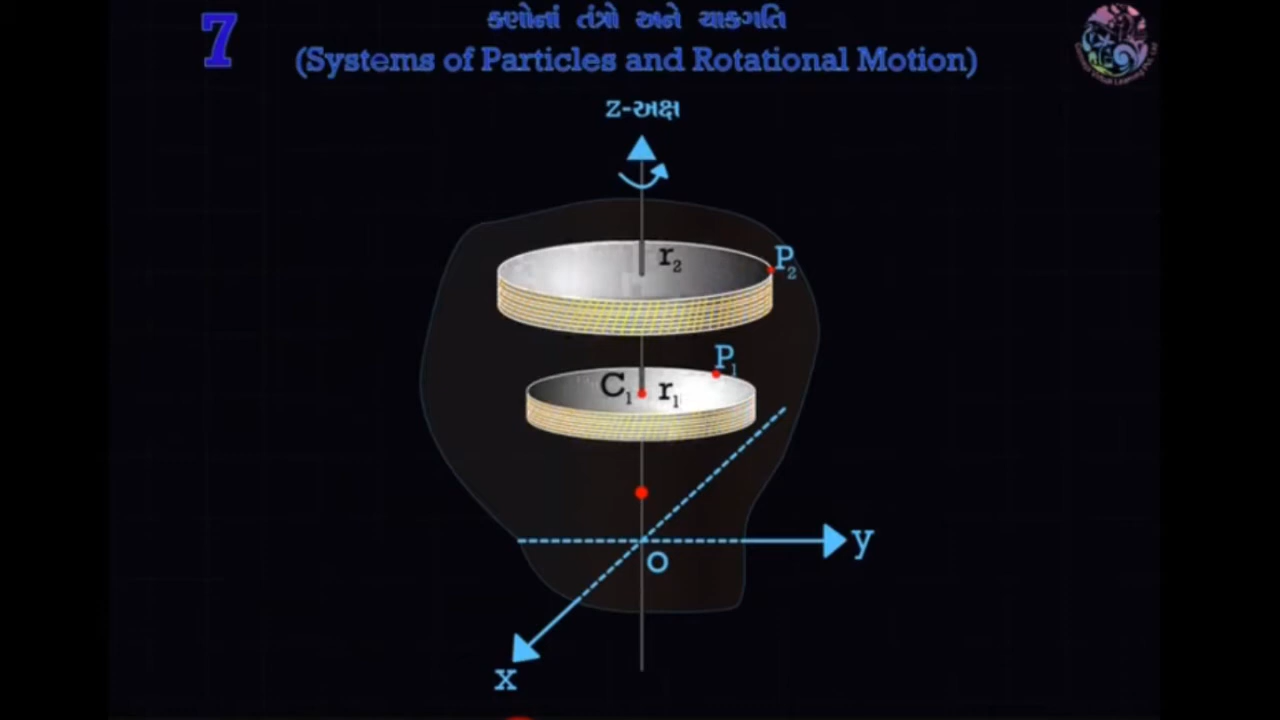 7
કણોનાં તંત્રો અને ચાકગતિ
(Systems of Particles and Rotational Motion)
z-અક્ષ
r₂
P₂
P₁
C₁
r₁
y
O
x